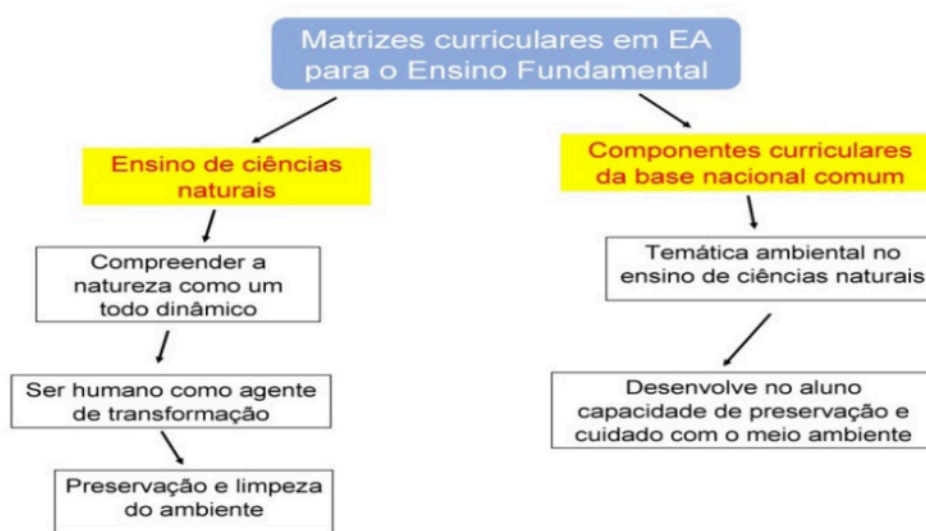 Matrizes curriculares em EA
para o Ensino Fundamental
Ensino de ciências
naturais
Compreender a
natureza como um
todo dinâmico
Ser humano como agente
de transformação
Preservação e limpeza
do ambiente
Componentes curriculares
da base nacional comum
Temática ambiental no
ensino de ciências naturais
Desenvolve no aluno
capacidade de preservação e
cuidado com o meio ambiente